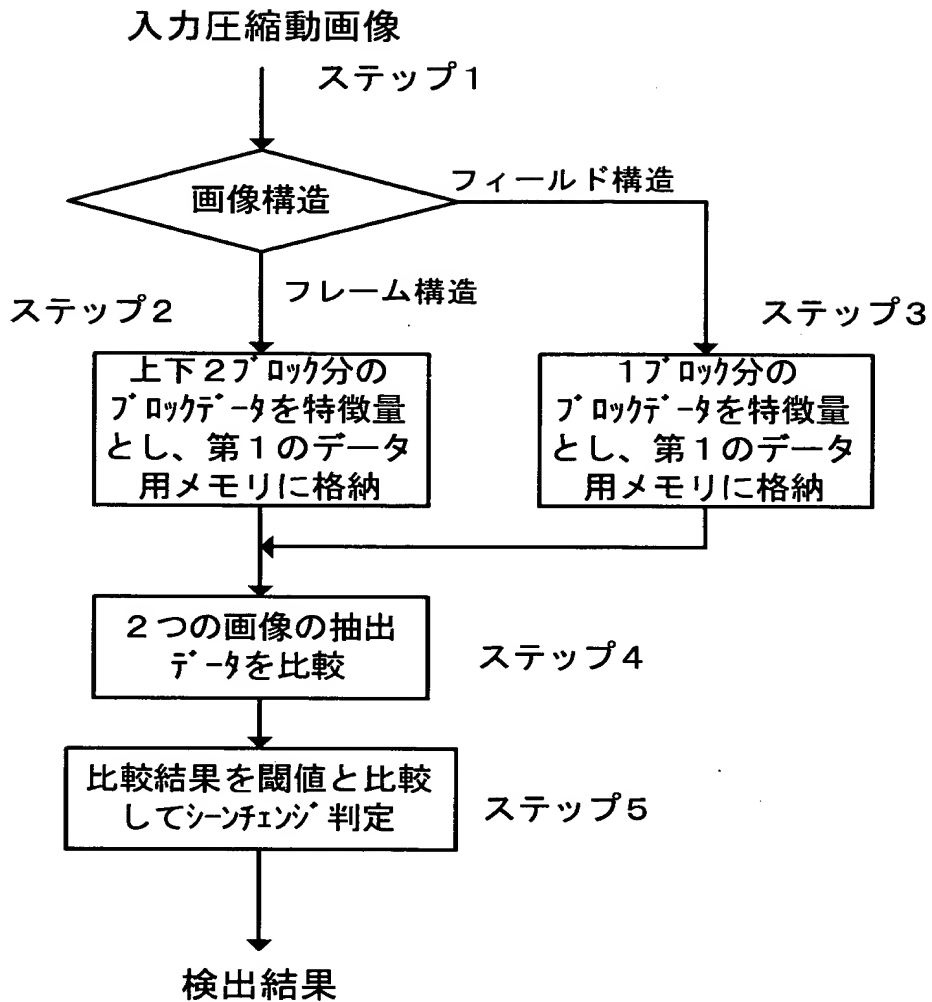 入力圧縮動画像
ステップ1
画像構造
フィールド構造
フレーム構造
ステップ2
ステップ3
上下2ブロック分の
ブロックデータを特徴量
とし、第1のデータ
用メモリに格納
1ブロック分の
ブロックデータを特徴量
とし、第1のデータ
用メモリに格納
2つの画像の抽出
データを比較
ステップ4
比較結果を閾値と比較
してシーンチェンジ判定
ステップ5
検出結果